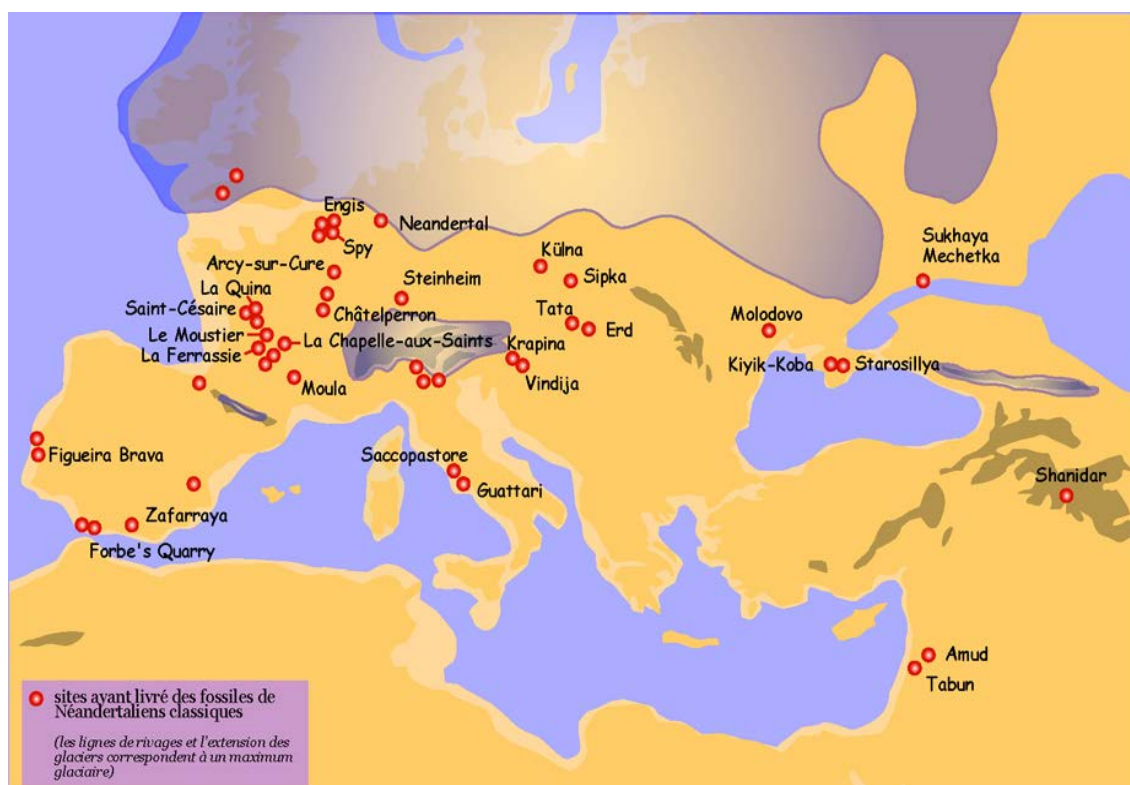 Engis
Neandertal
Spy
Sukhaya
Mechetka
Külna
Arcy-sur-Cure
Sipka
Steinheim
La Quina
Saint-Césaire
Châtelperron
Tata
Erd
Molodovo
Le Moustier
La Chapelle-aux-Saints
Krapina
La Ferrassie
Kiyik-Koba
Starosillya
Moula
Vindija
Figueira Brava
Saccopastore
Guattari
Shanidar
Zafarraya
Forbe's Quarry
Amud
Tabun
sites ayant livré des fossiles de
Néandertaliens classiques
(les lignes de rivages et l'extension des
glaciers correspondent à un maximum
glaciaire)